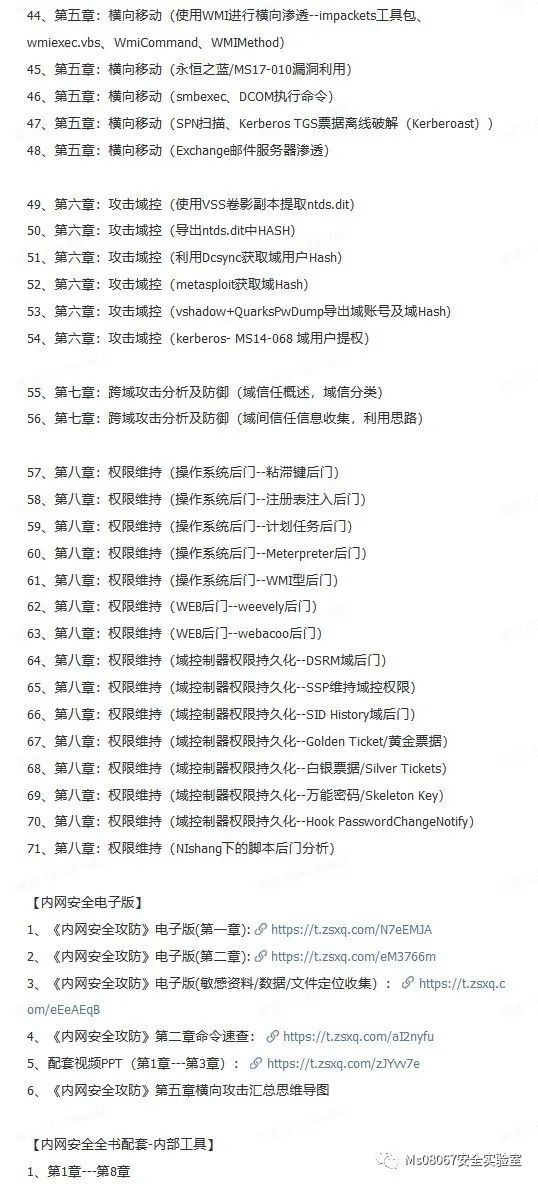 44、第五章：横向移动（使用WMI进行横向渗透--impackets工具包、
wmiexec.vbs、WmiCommand、WMIMethod）
45、第五章：横向移动（永恒之蓝/MS17-010漏洞利用）
46、第五章：横向移动（smbexec、DCOM执行命令）
47、第五章：横向移动（SPN扫描、Kerberos TGS票据离线破解（Kerberoast））
48、第五章：横向移动（Exchange邮件服务器渗透）
49、第六章：攻击域控（使用VSS卷影副本提取ntds.dit）
50、第六章：攻击域控（导出ntds.dit中HASH）
51、第六章：攻击域控（利用Dcsync获取域用户Hash）
52、第六章：攻击域控（metasploit获取域Hash）
53、第六章：攻击域控（vshadow+QuarksPwDump导出域账号及域Hash）
54、第六章：攻击域控（kerberos- MS14-068 域用户提权）
55、第七章：跨域攻击分析及防御（域信任概述，域信分类）
56、第七章：跨域攻击分析及防御（域间信任信息收集，利用思路）
57、第八章：权限维持（操作系统后门--粘滞键后门）
58、第八章：权限维持（操作系统后门--注册表注入后门）
59、第八章：权限维持（操作系统后门--计划任务后门）
60、第八章：权限维持（操作系统后门--Meterpreter后门）
61、第八章：权限维持（操作系统后门--WMI型后门）
62、第八章：权限维持（WEB后门--weevely后门）
63、第八章：权限维持（WEB后门--webacoo后门）
64、第八章：权限维持（域控制器权限持久化--DSRM域后门）
65、第八章：权限维持（域控制器权限持久化--SSP维持域控权限）
66、第八章：权限维持（域控制器权限持久化--SID History域后门）
67、第八章：权限维持（域控制器权限持久化--Golden Ticket/黄金票据）
68、第八章：权限维持（域控制器权限持久化--白银票据/Silver Tickets）
69、第八章：权限维持（域控制器权限持久化--万能密码/Skeleton Key）
70、第八章：权限维持（域控制器权限持久化--Hook PasswordChangeNotify）
71、第八章：权限维持（NIshang下的脚本后门分析）
【内网安全电子版】
1、《内网安全攻防》电子版(第一章): https://t.zsxq.com/N7eEMJA
2、《内网安全攻防》电子版(第二章): https://t.zsxq.com/eM3766m
3、《内网安全攻防》电子版(敏感资料/数据/文件定位收集）： https://t.zsxq.c
om/eEeAEqB
4、《内网安全攻防》第二章命令速查： https://t.zsxq.com/aI2nyfu
5、配套视频PPT（第1章---第3章）： https://t.zsxq.com/zJYvv7e
6、《内网安全攻防》第五章横向攻击汇总思维导图
【内网安全全书配套-内部工具】
1、第1章---第8章
Ms08067安全实验室